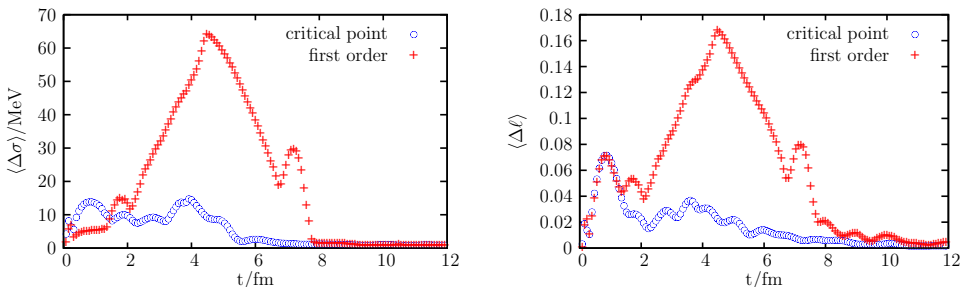 ⟨Δσ⟩/MeV
70
60
50
40
30
20
10
0
critical point
first order
0 2 4 6 8 10 12
t/fm
⟨Δℓ⟩
0.18
0.16
0.14
0.12
0.1
0.08
0.06
0.04
0.02
0
critical point
first order
0 2 4 6 8 10 12
t/fm